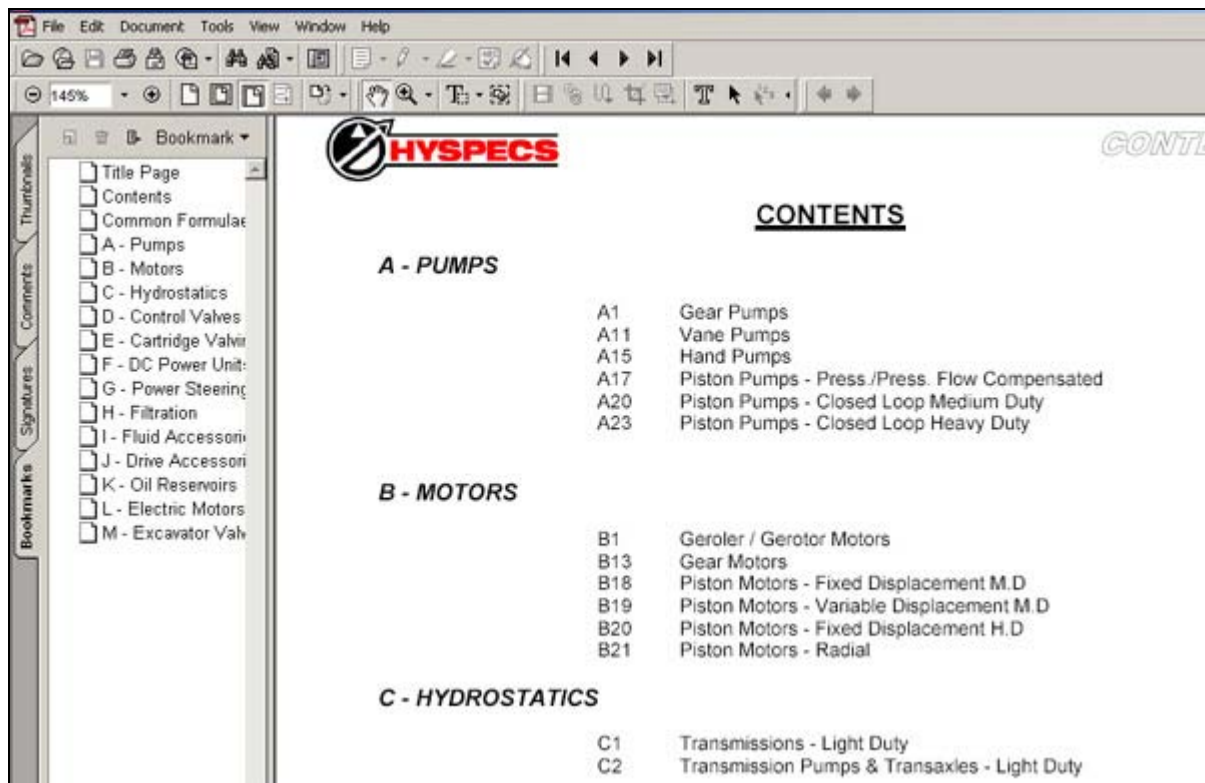 File Edit Document Tools View Window Help
145%
Bookmark
Thumbnails
Comments
Signatures
Bookmarks
Title Page
Contents
Common Formulae
A - Pumps
B - Motors
C - Hydrostatics
D - Control Valves
E - Cartridge Valvin
F - DC Power Unit
G - Power Steering
H - Filtration
I - Fluid Accessori
J - Drive Accessori
K - Oil Reservoirs
L - Electric Motors
M - Excavator Valv
HYSPECS
CONTE
CONTENTS
A - PUMPS
A1 Gear Pumps
A11 Vane Pumps
A15 Hand Pumps
A17 Piston Pumps - Press./Press. Flow Compensated
A20 Piston Pumps - Closed Loop Medium Duty
A23 Piston Pumps - Closed Loop Heavy Duty
B - MOTORS
B1 Geroler / Gerotor Motors
B13 Gear Motors
B18 Piston Motors - Fixed Displacement M.D
B19 Piston Motors - Variable Displacement M.D
B20 Piston Motors - Fixed Displacement H.D
B21 Piston Motors - Radial
C - HYDROSTATICS
C1 Transmissions - Light Duty
C2 Transmission Pumps & Transaxles - Light Duty